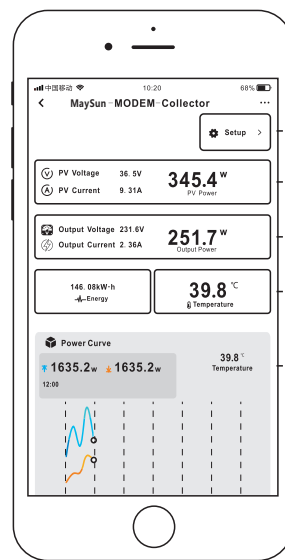 中国移动 10:20 68%
< MaySun-MODEM-Collector ...
Setup >
V PV Voltage 36. 5V
A PV Current 9. 31A
345.4 W
PV Power
Output Voltage 231.6V
Output Current 2. 36A
251.7 W
Output Power
146. 08kW-h
Energy
39.8 ℃
Temperature
Power Curve
1635.2w 1635.2w
12:00
39.8 ℃
Temperature